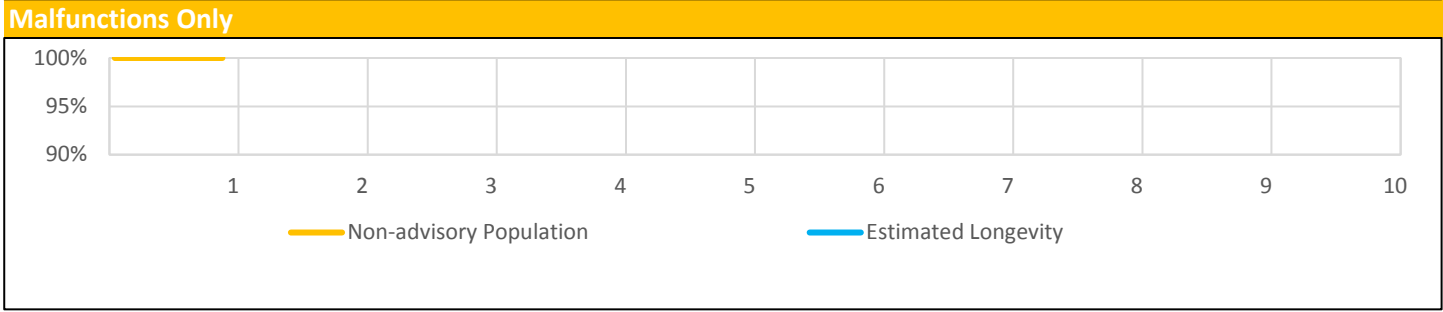 Malfunctions Only
100%
95%
90%
1 2 3 4 5 6 7 8 9 10
Non-advisory Population Estimated Longevity